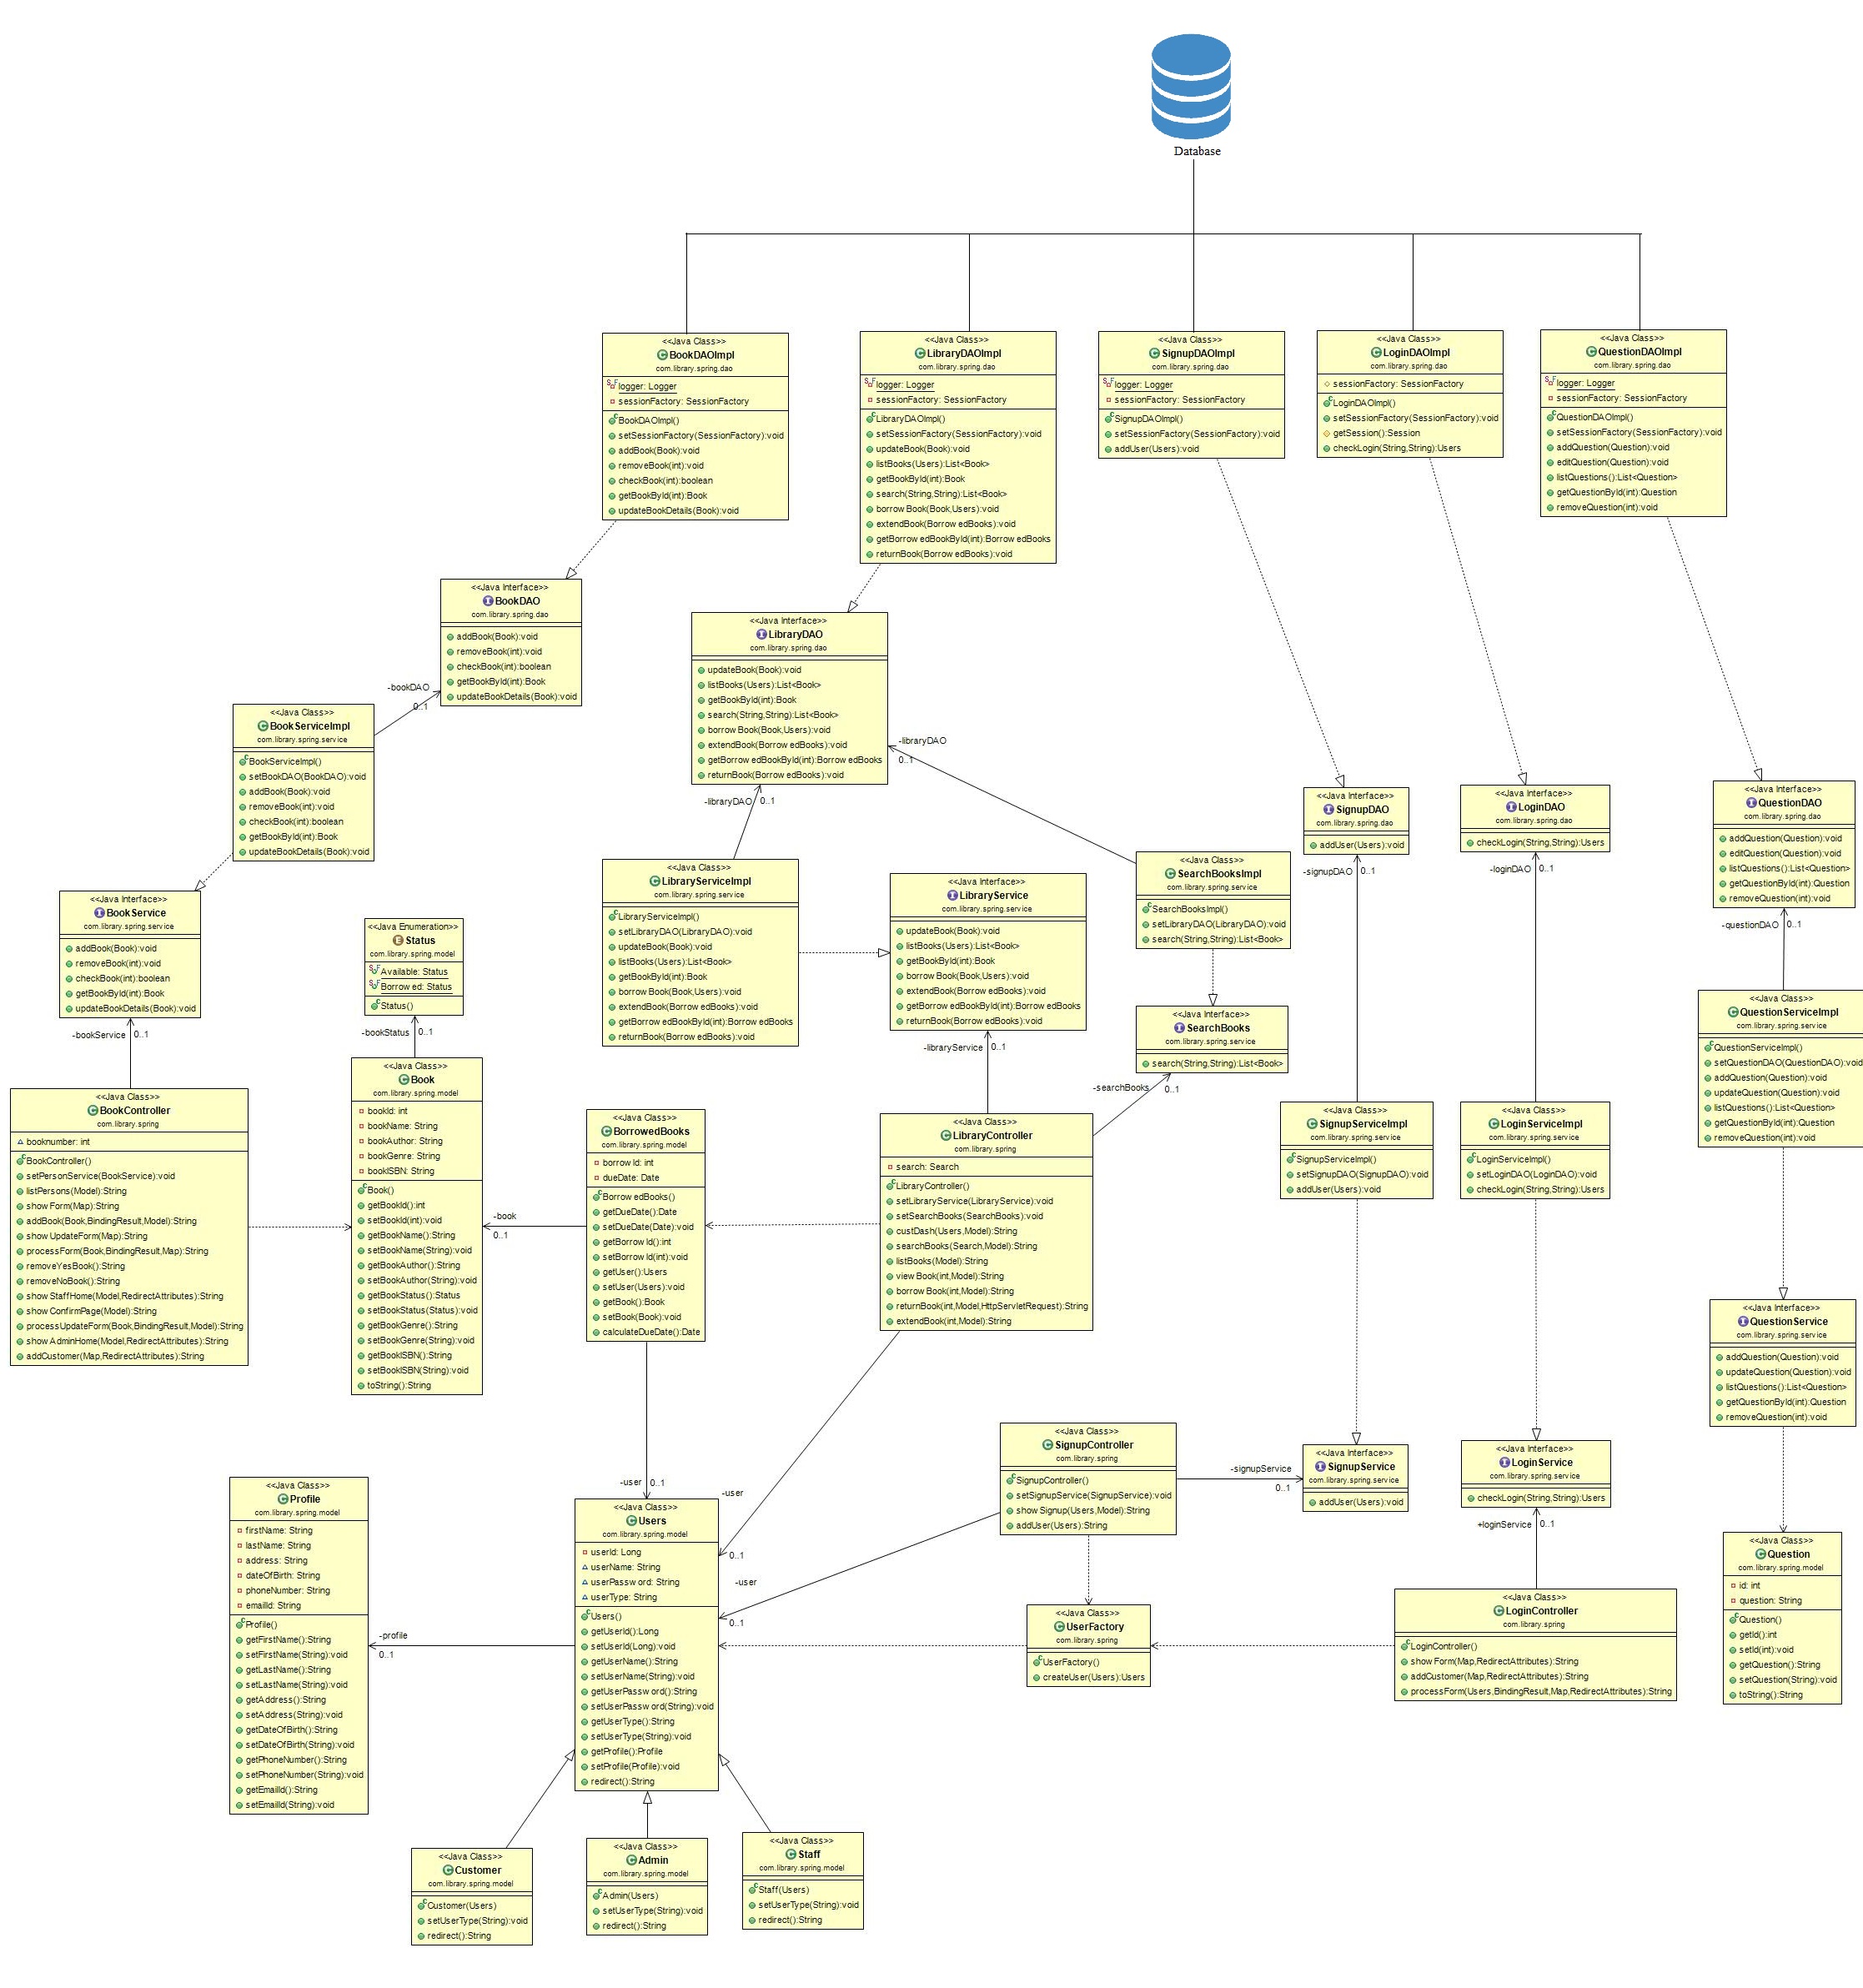 Database
<<Java Class>>
BookDAOImpl
com.library.spring.dao
logger: Logger
sessionFactory: SessionFactory
BookDAOImpl()
setSessionFactory(SessionFactory):void
addBook(Book):void
removeBook(int):void
checkBook(int):boolean
getBookById(int):Book
updateBookDetails(Book):void
<<Java Class>>
LibraryDAOImpl
com.library.spring.dao
logger: Logger
sessionFactory: SessionFactory
LibraryDAOImpl()
setSessionFactory(SessionFactory):void
updateBook(Book):void
listBooks(Users):List<Book>
getBookById(int):Book
search(String,String):List<Book>
borrow Book(Book,Users):void
extendBook(Borrow edBooks):void
getBorrow edBookById(int):Borrow edBooks
returnBook(Borrow edBooks):void
<<Java Class>>
SignupDAOImpl
com.library.spring.dao
logger: Logger
sessionFactory: SessionFactory
SignupDAOImpl()
setSessionFactory(SessionFactory):void
addUser(Users):void
<<Java Class>>
LoginDAOImpl
com.library.spring.dao
sessionFactory: SessionFactory
LoginDAOImpl()
setSessionFactory(SessionFactory):void
getSession():Session
checkLogin(String,String):Users
<<Java Class>>
QuestionDAOImpl
com.library.spring.dao
logger: Logger
sessionFactory: SessionFactory
QuestionDAOImpl()
setSessionFactory(SessionFactory):void
addQuestion(Question):void
editQuestion(Question):void
listQuestions():List<Question>
getQuestionById(int):Question
removeQuestion(int):void
<<Java Interface>>
BookDAO
com.library.spring.dao
addBook(Book):void
removeBook(int):void
checkBook(int):boolean
getBookById(int):Book
updateBookDetails(Book):void
<<Java Interface>>
LibraryDAO
com.library.spring.dao
updateBook(Book):void
listBooks(Users):List<Book>
getBookById(int):Book
search(String,String):List<Book>
borrow Book(Book,Users):void
extendBook(Borrow edBooks):void
getBorrow edBookById(int):Borrow edBooks
returnBook(Borrow edBooks):void
-bookDAO
0..1
<<Java Class>>
BookServiceImpl
com.library.spring.service
BookServiceImpl()
setBookDAO(BookDAO):void
addBook(Book):void
removeBook(int):void
checkBook(int):boolean
getBookById(int):Book
updateBookDetails(Book):void
-libraryDAO
0..1
-libraryDAO
0..1
<<Java Interface>>
SignupDAO
com.library.spring.dao
addUser(Users):void
<<Java Interface>>
LoginDAO
com.library.spring.dao
checkLogin(String,String):Users
<<Java Interface>>
QuestionDAO
com.library.spring.dao
addQuestion(Question):void
editQuestion(Question):void
listQuestions():List<Question>
getQuestionById(int):Question
removeQuestion(int):void
<<Java Interface>>
BookService
com.library.spring.service
addBook(Book):void
removeBook(int):void
checkBook(int):boolean
getBookById(int):Book
updateBookDetails(Book):void
<<Java Enumeration>>
Status
com.library.spring.model
Available: Status
Borrow ed: Status
Status()
<<Java Class>>
LibraryServiceImpl
com.library.spring.service
LibraryServiceImpl()
setLibraryDAO(LibraryDAO):void
updateBook(Book):void
listBooks(Users):List<Book>
getBookById(int):Book
borrow Book(Book,Users):void
extendBook(Borrow edBooks):void
getBorrow edBookById(int):Borrow edBooks
returnBook(Borrow edBooks):void
<<Java Interface>>
LibraryService
com.library.spring.service
updateBook(Book):void
listBooks(Users):List<Book>
getBookById(int):Book
borrow Book(Book,Users):void
extendBook(Borrow edBooks):void
getBorrow edBookById(int):Borrow edBooks
returnBook(Borrow edBooks):void
<<Java Class>>
SearchBooksImpl
com.library.spring.service
SearchBooksImpl()
setLibraryDAO(LibraryDAO):void
search(String,String):List<Book>
<<Java Interface>>
SearchBooks
com.library.spring.service
search(String,String):List<Book>
-signupDAO
0..1
-loginDAO
0..1
-questionDAO
0..1
<<Java Class>>
QuestionServiceImpl
com.library.spring.service
QuestionServiceImpl()
setQuestionDAO(QuestionDAO):void
addQuestion(Question):void
updateQuestion(Question):void
listQuestions():List<Question>
getQuestionById(int):Question
removeQuestion(int):void
-bookService
0..1
-bookStatus
0..1
-libraryService
0..1
-searchBooks
0..1
<<Java Class>>
BookController
com.library.spring
booknumber: int
BookController()
setPersonService(BookService):void
listPersons(Model):String
show Form(Map):String
addBook(Book,BindingResult,Model):String
show UpdateForm(Map):String
processForm(Book,BindingResult,Map):String
removeYesBook():String
removeNoBook():String
show StaffHome(Model,RedirectAttributes):String
show ConfirmPage(Model):String
processUpdateForm(Book,BindingResult,Model):String
show AdminHome(Model,RedirectAttributes):String
addCustomer(Map,RedirectAttributes):String
<<Java Class>>
Book
com.library.spring.model
bookId: int
bookName: String
bookAuthor: String
bookGenre: String
bookISBN: String
Book()
getBookId():int
setBookId(int):void
getBookName():String
setBookName(String):void
getBookAuthor():String
setBookAuthor(String):void
getBookStatus():Status
setBookStatus(Status):void
getBookGenre():String
setBookGenre(String):void
getBookISBN():String
setBookISBN(String):void
toString():String
-book
0..1
<<Java Class>>
BorrowedBooks
com.library.spring.model
borrow Id: int
dueDate: Date
Borrow edBooks()
getDueDate():Date
setDueDate(Date):void
getBorrow Id():int
setBorrow Id(int):void
getUser():Users
setUser(Users):void
getBook():Book
setBook(Book):void
calculateDueDate():Date
<<Java Class>>
LibraryController
com.library.spring
search: Search
LibraryController()
setLibraryService(LibraryService):void
setSearchBooks(SearchBooks):void
custDash(Users,Model):String
searchBooks(Search,Model):String
listBooks(Model):String
view Book(int,Model):String
borrow Book(int,Model):String
returnBook(int,Model,HttpServletRequest):String
extendBook(int,Model):String
<<Java Class>>
SignupServiceImpl
com.library.spring.service
SignupServiceImpl()
setSignupDAO(SignupDAO):void
addUser(Users):void
<<Java Class>>
LoginServiceImpl
com.library.spring.service
LoginServiceImpl()
setLoginDAO(LoginDAO):void
checkLogin(String,String):Users
<<Java Interface>>
QuestionService
com.library.spring.service
addQuestion(Question):void
updateQuestion(Question):void
listQuestions():List<Question>
getQuestionById(int):Question
removeQuestion(int):void
<<Java Class>>
SignupController
com.library.spring
SignupController()
setSignupService(SignupService):void
show Signup(Users,Model):String
addUser(Users):String
-signupService
0..1
<<Java Interface>>
SignupService
com.library.spring.service
addUser(Users):void
<<Java Interface>>
LoginService
com.library.spring.service
checkLogin(String,String):Users
+loginService
0..1
<<Java Class>>
Profile
com.library.spring.model
firstName: String
lastName: String
address: String
dateOfBirth: String
phoneNumber: String
emailId: String
Profile()
getFirstName():String
setFirstName(String):void
getLastName():String
setLastName(String):void
getAddress():String
setAddress(String):void
getDateOfBirth():String
setDateOfBirth(String):void
getPhoneNumber():String
setPhoneNumber(String):void
getEmailId():String
setEmailId(String):void
-profile
0..1
-user
0..1
-user
0..1
-user
0..1
<<Java Class>>
Users
com.library.spring.model
userId: Long
userName: String
userPassw ord: String
userType: String
Users()
getUserId():Long
setUserId(Long):void
getUserName():String
setUserName(String):void
getUserPassw ord():String
setUserPassw ord(String):void
getUserType():String
setUserType(String):void
getProfile():Profile
setProfile(Profile):void
redirect():String
<<Java Class>>
UserFactory
com.library.spring
UserFactory()
createUser(Users):Users
<<Java Class>>
LoginController
com.library.spring
LoginController()
show Form(Map,RedirectAttributes):String
addCustomer(Map,RedirectAttributes):String
processForm(Users,BindingResult,Map,RedirectAttributes):String
<<Java Class>>
Question
com.library.spring.model
id: int
question: String
Question()
getId():int
setId(int):void
getQuestion():String
setQuestion(String):void
toString():String
<<Java Class>>
Customer
com.library.spring.model
Customer(Users)
setUserType(String):void
redirect():String
<<Java Class>>
Admin
com.library.spring.model
Admin(Users)
setUserType(String):void
redirect():String
<<Java Class>>
Staff
com.library.spring.model
Staff(Users)
setUserType(String):void
redirect():String